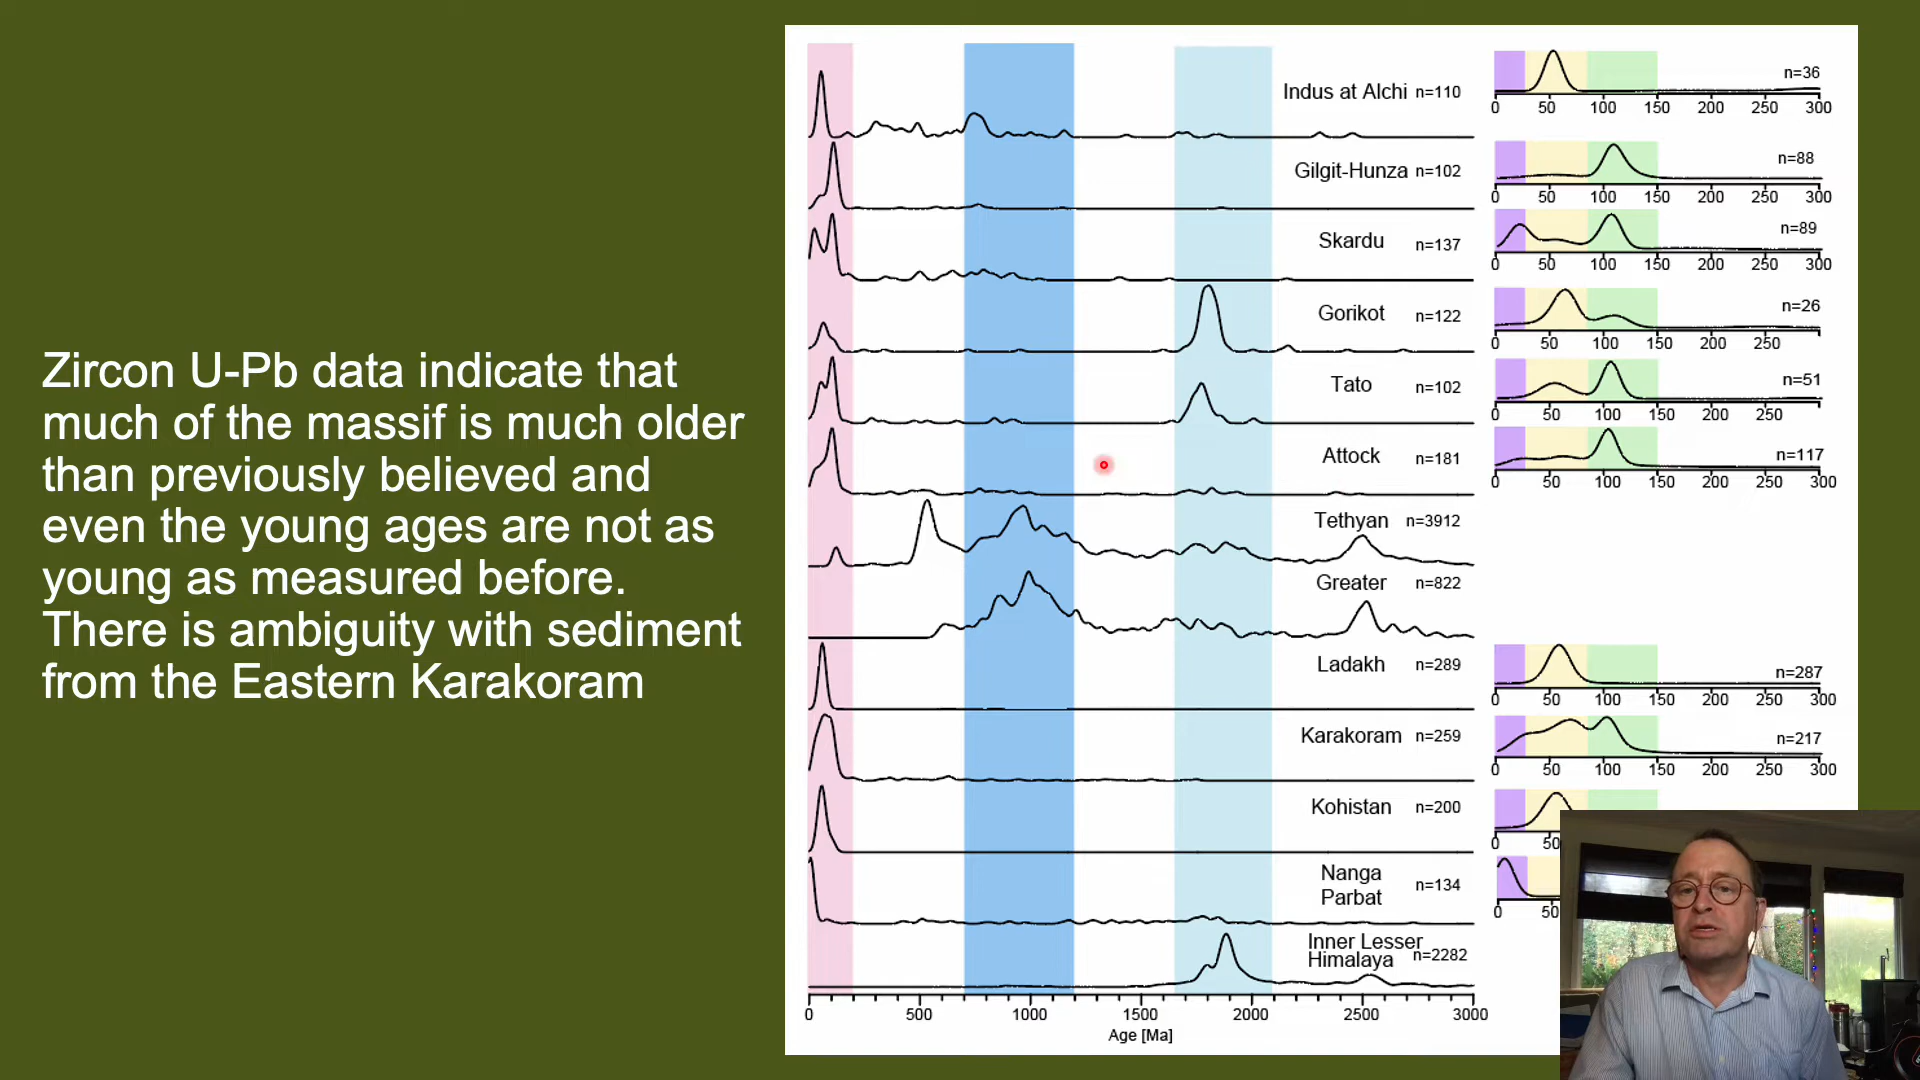 Zircon U-Pb data indicate that
much of the massif is much older
than previously believed and
even the young ages are not as
young as measured before.
There is ambiguity with sediment
from the Eastern Karakoram
Indus at Alchi n=110
n=36
0 50 100 150 200 250 300
Gilgit-Hunza n=102
n=88
0 50 100 150 200 250 300
Skardu n=137
n=89
0 50 100 150 200 250 300
Gorikot n=122
n=26
0 50 100 150 200 250
Tato n=102
n=51
0 50 100 150 200 250
Attock n=181
n=117
0 50 100 150 200 250 300
Tethyan n=3912
Greater n=822
Ladakh n=289
n=287
0 50 100 150 200 250 300
Karakoram n=259
n=217
0 50 100 150 200 250 300
Kohistan n=200
0 50
Nanga
Parbat n=134
0 50
Inner Lesser
Himalaya n=2282
0 500 1000 1500 2000 2500 3000
Age [Ma]